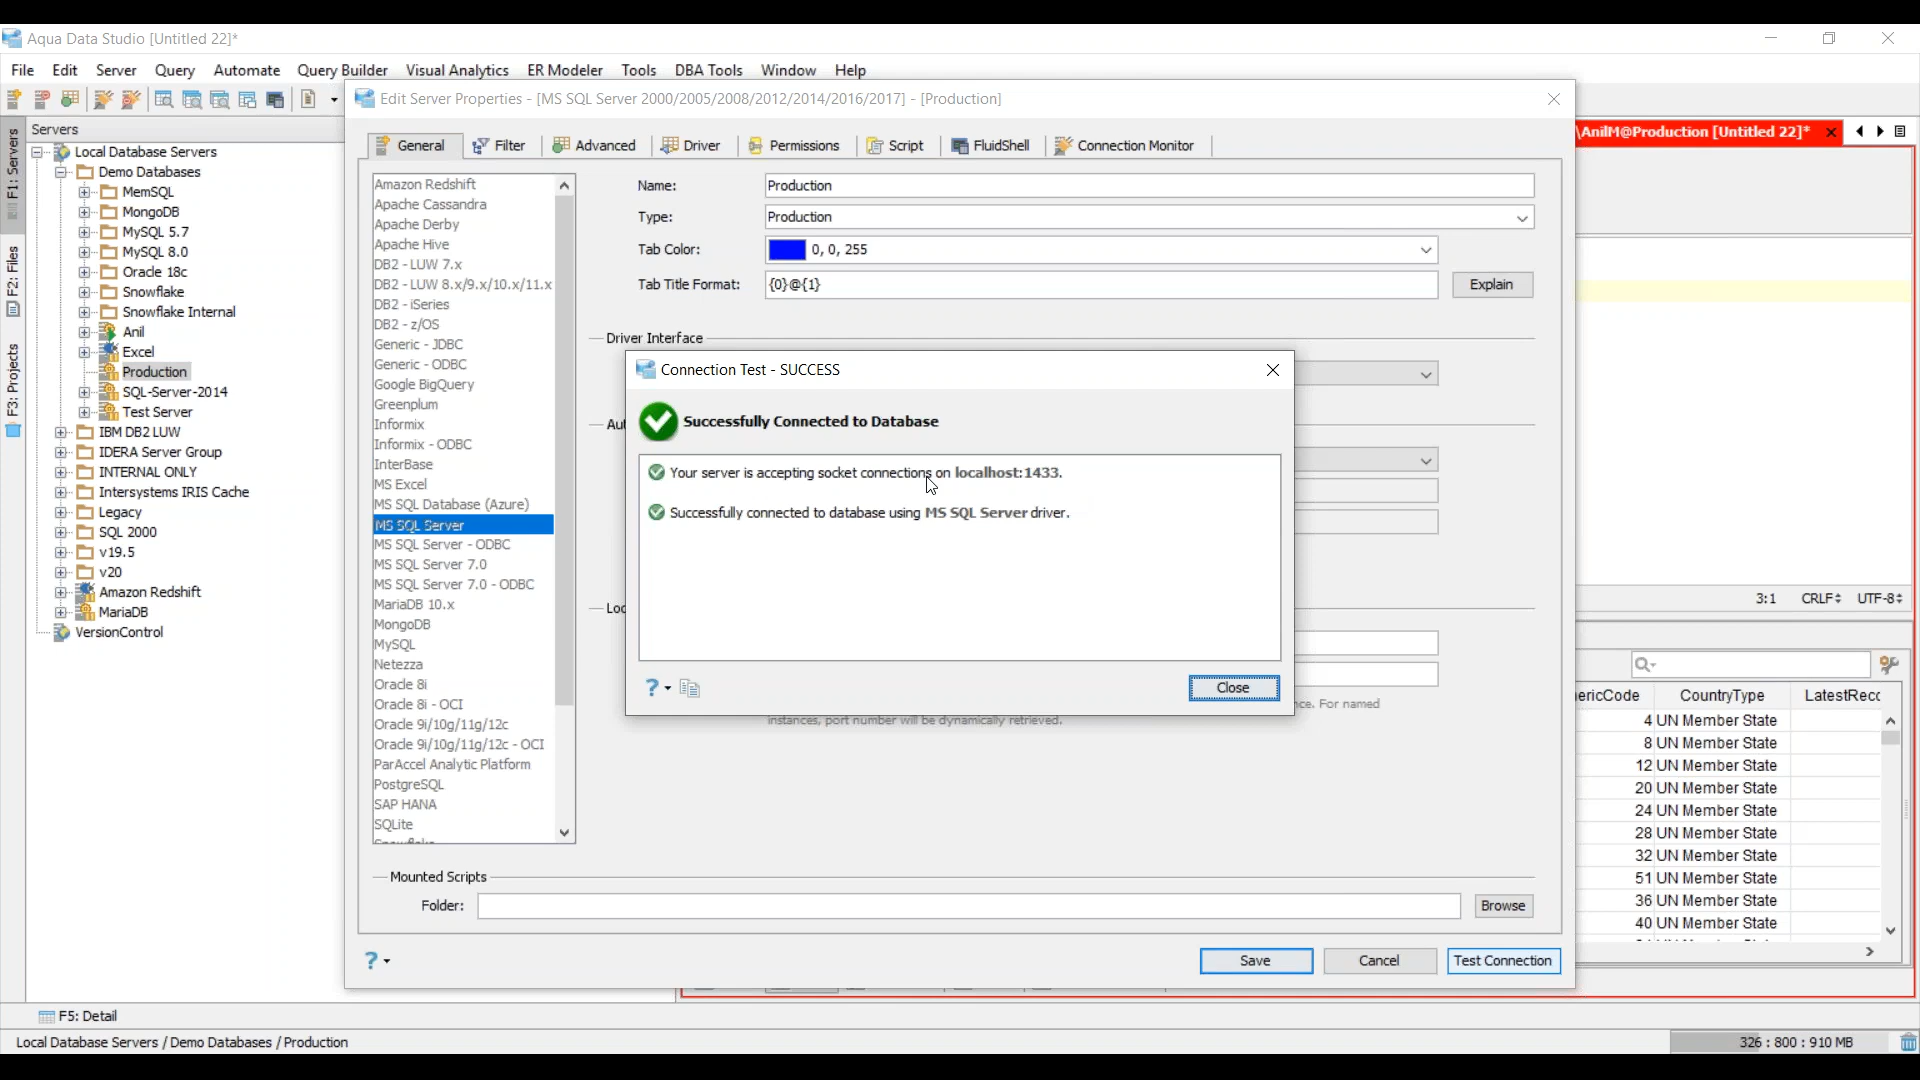 Aqua Data Studio [Untitled 22]*
File Edit Server Query Automate Query Builder Visual Analytics ER Modeler Tools DBA Tools Window Help
F1: Servers
F2: Files
F3: Projects
Servers
Local Database Servers
Demo Databases
MemSQL
MongoDB
MySQL 5.7
MySQL 8.0
Oracle 18c
Snowflake
Snowflake Internal
Anil
Excel
Production
SQL-Server-2014
Test Server
IBM DB2 LUW
IDERA Server Group
INTERNAL ONLY
Intersystems IRIS Cache
Legacy
SQL 2000
v19.5
v20
Amazon Redshift
MariaDB
VersionControl
Edit Server Properties - [MS SQL Server 2000/2005/2008/2012/2014/2016/2017] - [Production]
General Filter Advanced Driver Permissions Script FluidShell Connection Monitor
Amazon Redshift
Apache Cassandra
Apache Derby
Apache Hive
DB2 - LUW 7.x
DB2 - LUW 8.x/9.x/10.x/11.x
DB2 - iSeries
DB2 - z/OS
Generic - JDBC
Generic - ODBC
Google BigQuery
Greenplum
Informix
Informix - ODBC
InterBase
MS Excel
MS SQL Database (Azure)
MS SQL Server
MS SQL Server - ODBC
MS SQL Server 7.0
MS SQL Server 7.0 - ODBC
MariaDB 10.x
MongoDB
MySQL
Netezza
Oracle 8i
Oracle 8i - OCI
Oracle 9i/10g/11g/12c
Oracle 9i/10g/11g/12c - OCI
ParAccel Analytic Platform
PostgreSQL
SAP HANA
SQLite
Name: Production
Type: Production
Tab Color: 0, 0, 255
Tab Title Format: {0}@{1} Explain
Driver Interface
Connection Test - SUCCESS
Successfully Connected to Database
Your server is accepting socket connections on localhost:1433.
Successfully connected to database using MS SQL Server driver.
Close
nce. For named
instances, port number will be dynamically retrieved.
Mounted Scripts
Folder: Browse
Save Cancel Test Connection
\AnilM@Production [Untitled 22]*
3:1 CRLF UTF-8
ericCode CountryType LatestRecc
4 UN Member State
8 UN Member State
12 UN Member State
20 UN Member State
24 UN Member State
28 UN Member State
32 UN Member State
51 UN Member State
36 UN Member State
40 UN Member State
F5: Detail
Local Database Servers / Demo Databases / Production
326 : 800 : 910 MB